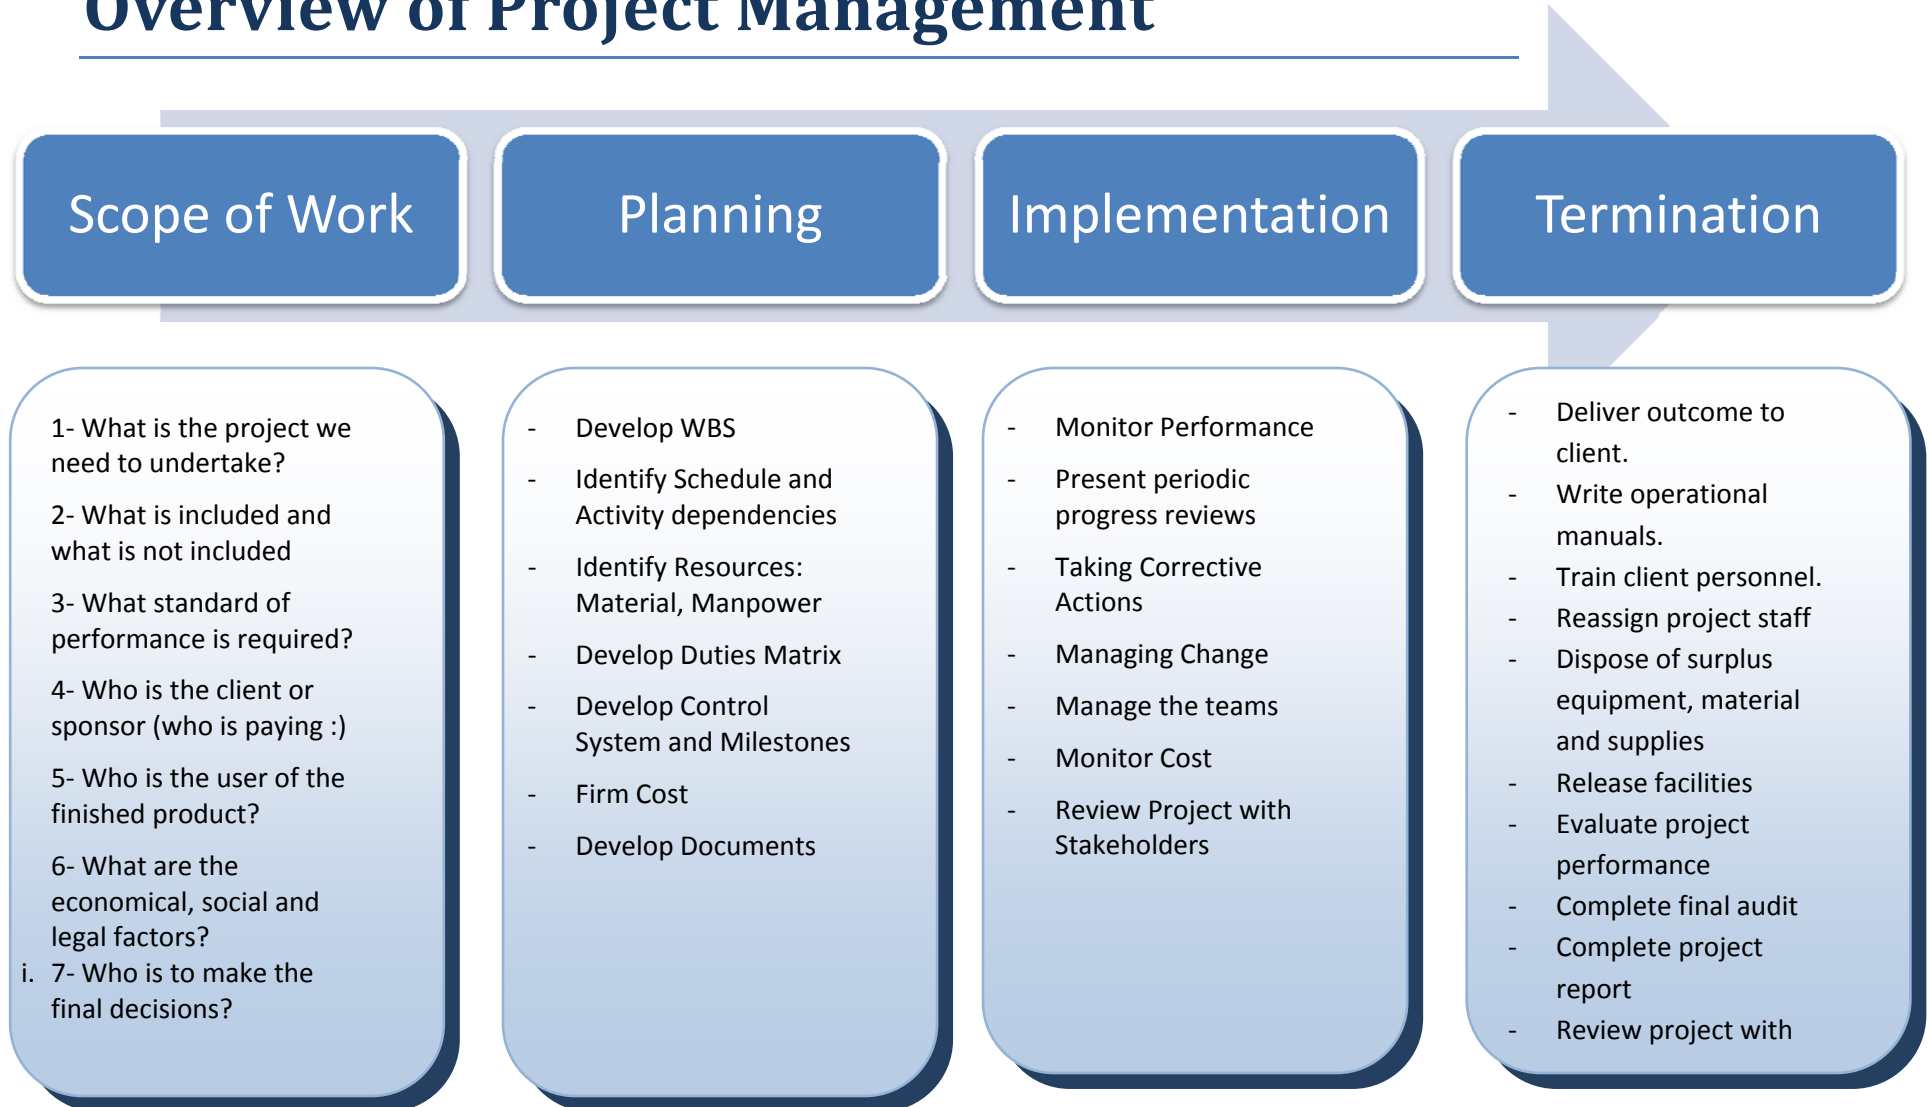 Overview of Project Management
Scope of Work
Planning
Implementation
Termination
1- What is the project we
need to undertake?
2- What is included and
what is not included
3- What standard of
performance is required?
4- Who is the client or
sponsor (who is paying :)
5- Who is the user of the
finished product?
6- What are the
economical, social and
legal factors?
i. 7- Who is to make the
final decisions?
- Develop WBS
- Identify Schedule and
Activity dependencies
- Identify Resources:
Material, Manpower
- Develop Duties Matrix
- Develop Control
System and Milestones
- Firm Cost
- Develop Documents
- Monitor Performance
- Present periodic
progress reviews
- Taking Corrective
Actions
- Managing Change
- Manage the teams
- Monitor Cost
- Review Project with
Stakeholders
- Deliver outcome to
client.
- Write operational
manuals.
- Train client personnel.
- Reassign project staff
- Dispose of surplus
equipment, material
and supplies
- Release facilities
- Evaluate project
performance
- Complete final audit
- Complete project
report
- Review project with